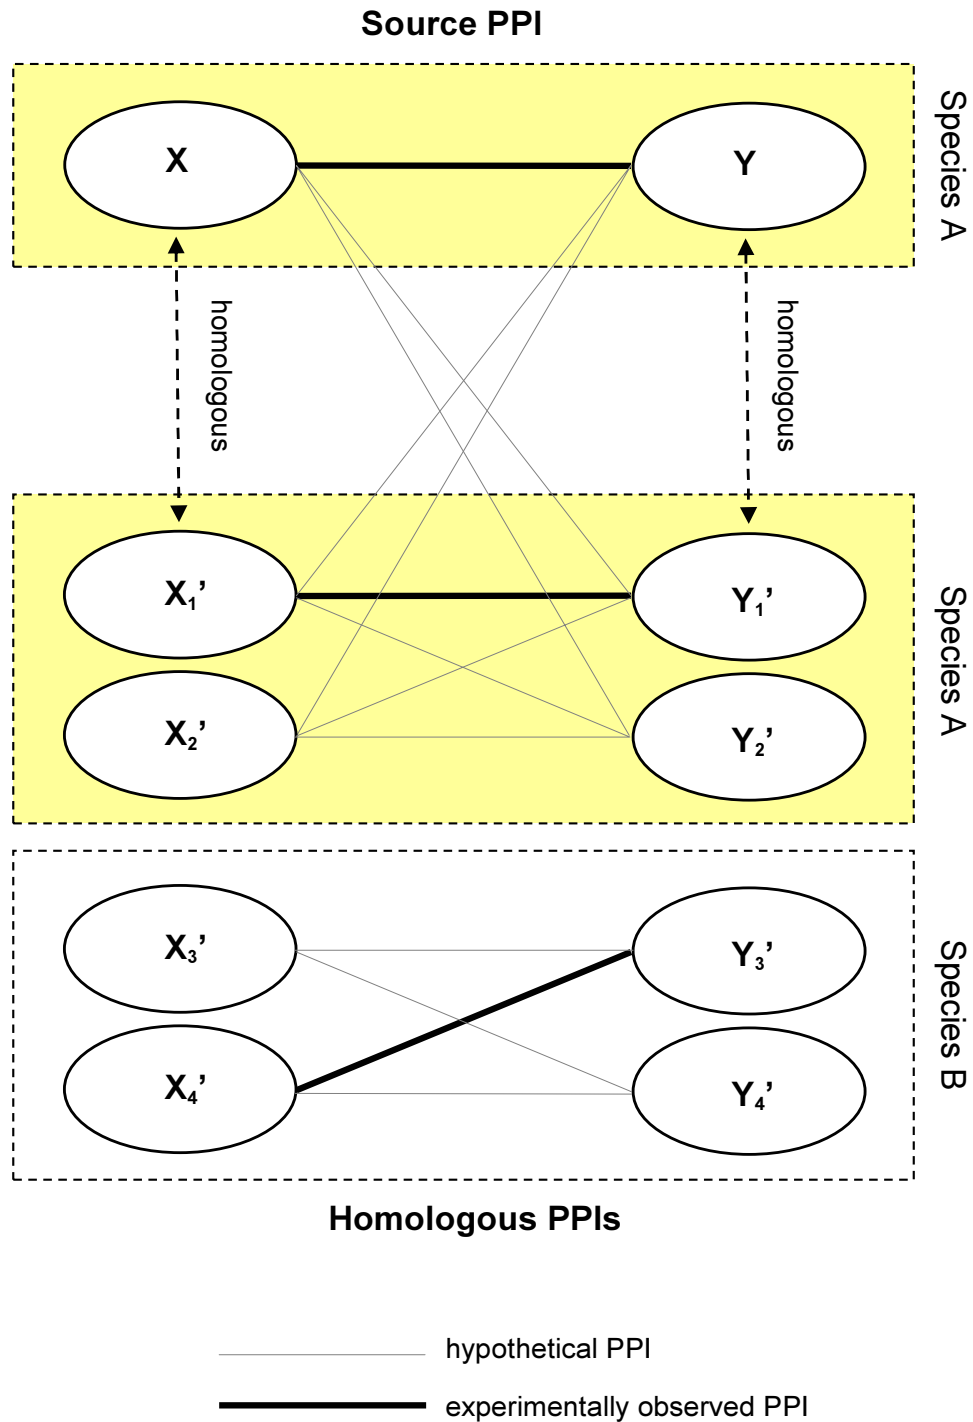 Source PPI
X
Y
Species A
homologous
homologous
X₁’
Y₁’
X₂’
Y₂’
Species A
X₃’
Y₃’
X₄’
Y₄’
Species B
Homologous PPIs
hypothetical PPI
experimentally observed PPI